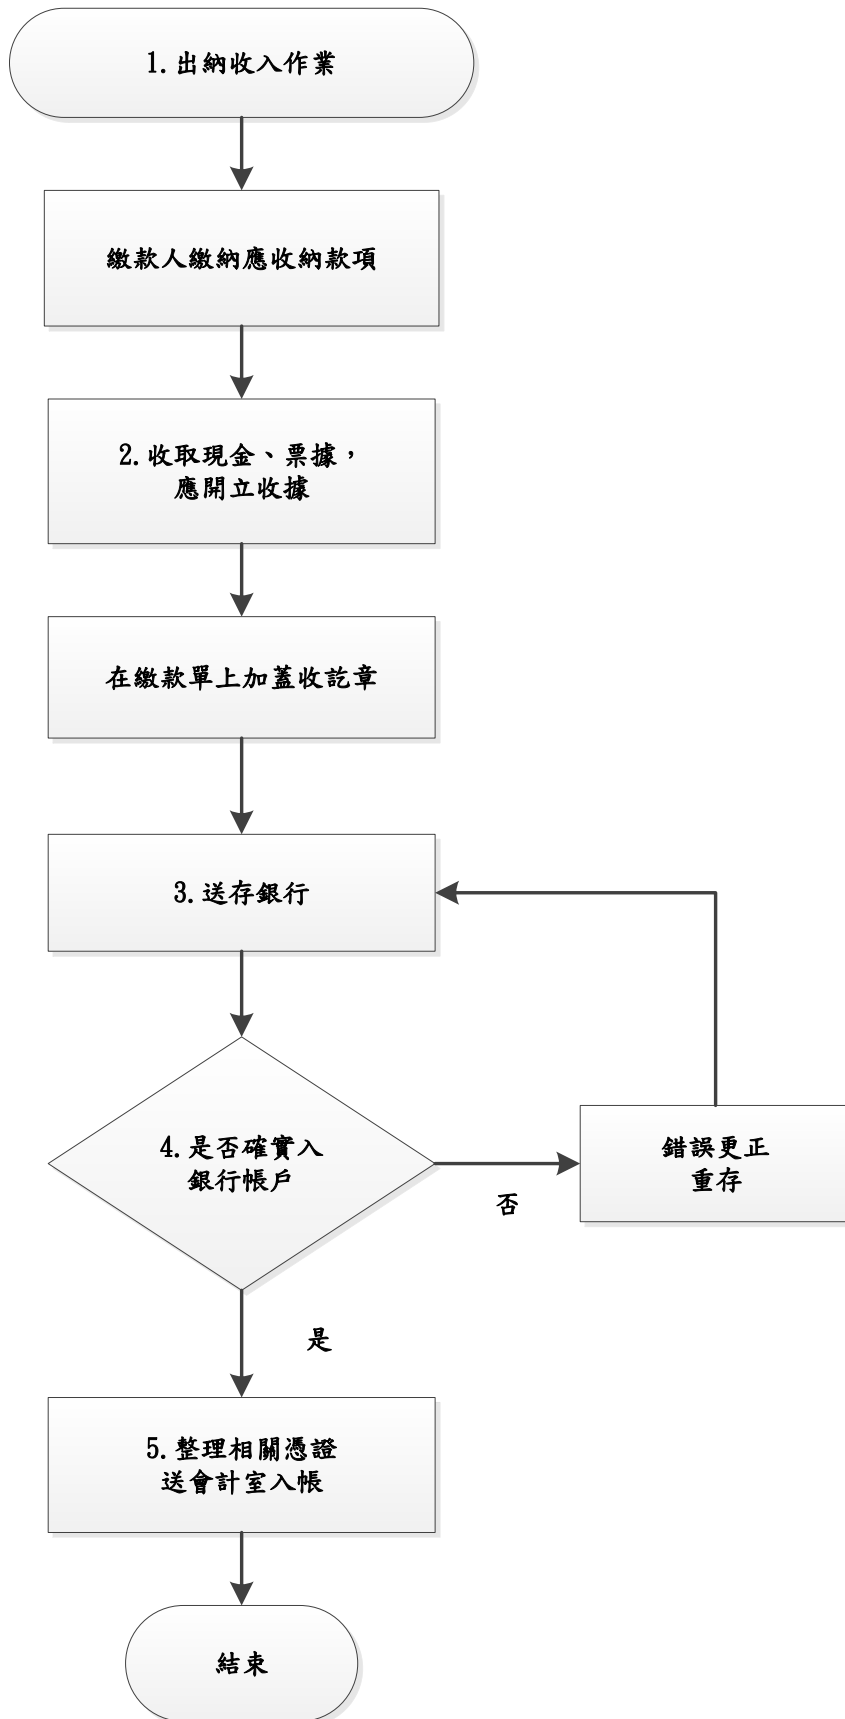 1.出納收入作業
繳款人繳納應收納款項
2.收取現金、票據，
應開立收據
在繳款單上加蓋收訖章
3.送存銀行
4.是否確實入
銀行帳戶
錯誤更正
重存
否
是
5.整理相關憑證
送會計室入帳
結束